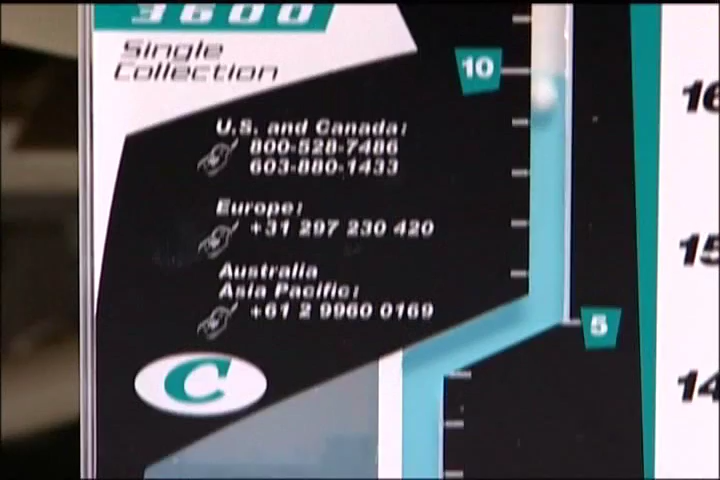 3600
Single
Collection
10
16
U.S. and Canada:
800-528-7486
603-880-1433
Europe:
+31 297 230 420
15
Australia
Asia Pacific:
+61 2 9960 0169
5
C
14